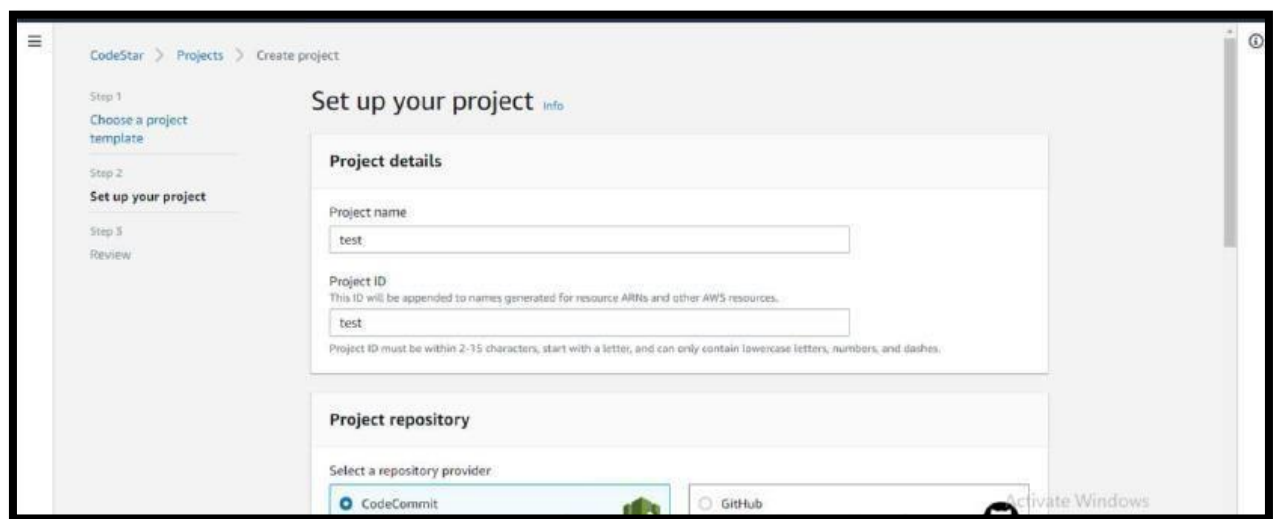 CodeStar > Projects > Create project
Step 1
Choose a project
template
Step 2
Set up your project
Step 3
Review
Set up your project Info
Project details
Project name
test
Project ID
This ID will be appended to names generated for resource ARNs and other AWS resources.
test
Project ID must be within 2-15 characters, start with a letter, and can only contain lowercase letters, numbers, and dashes.
Project repository
Select a repository provider
CodeCommit
GitHub
Activate Windows